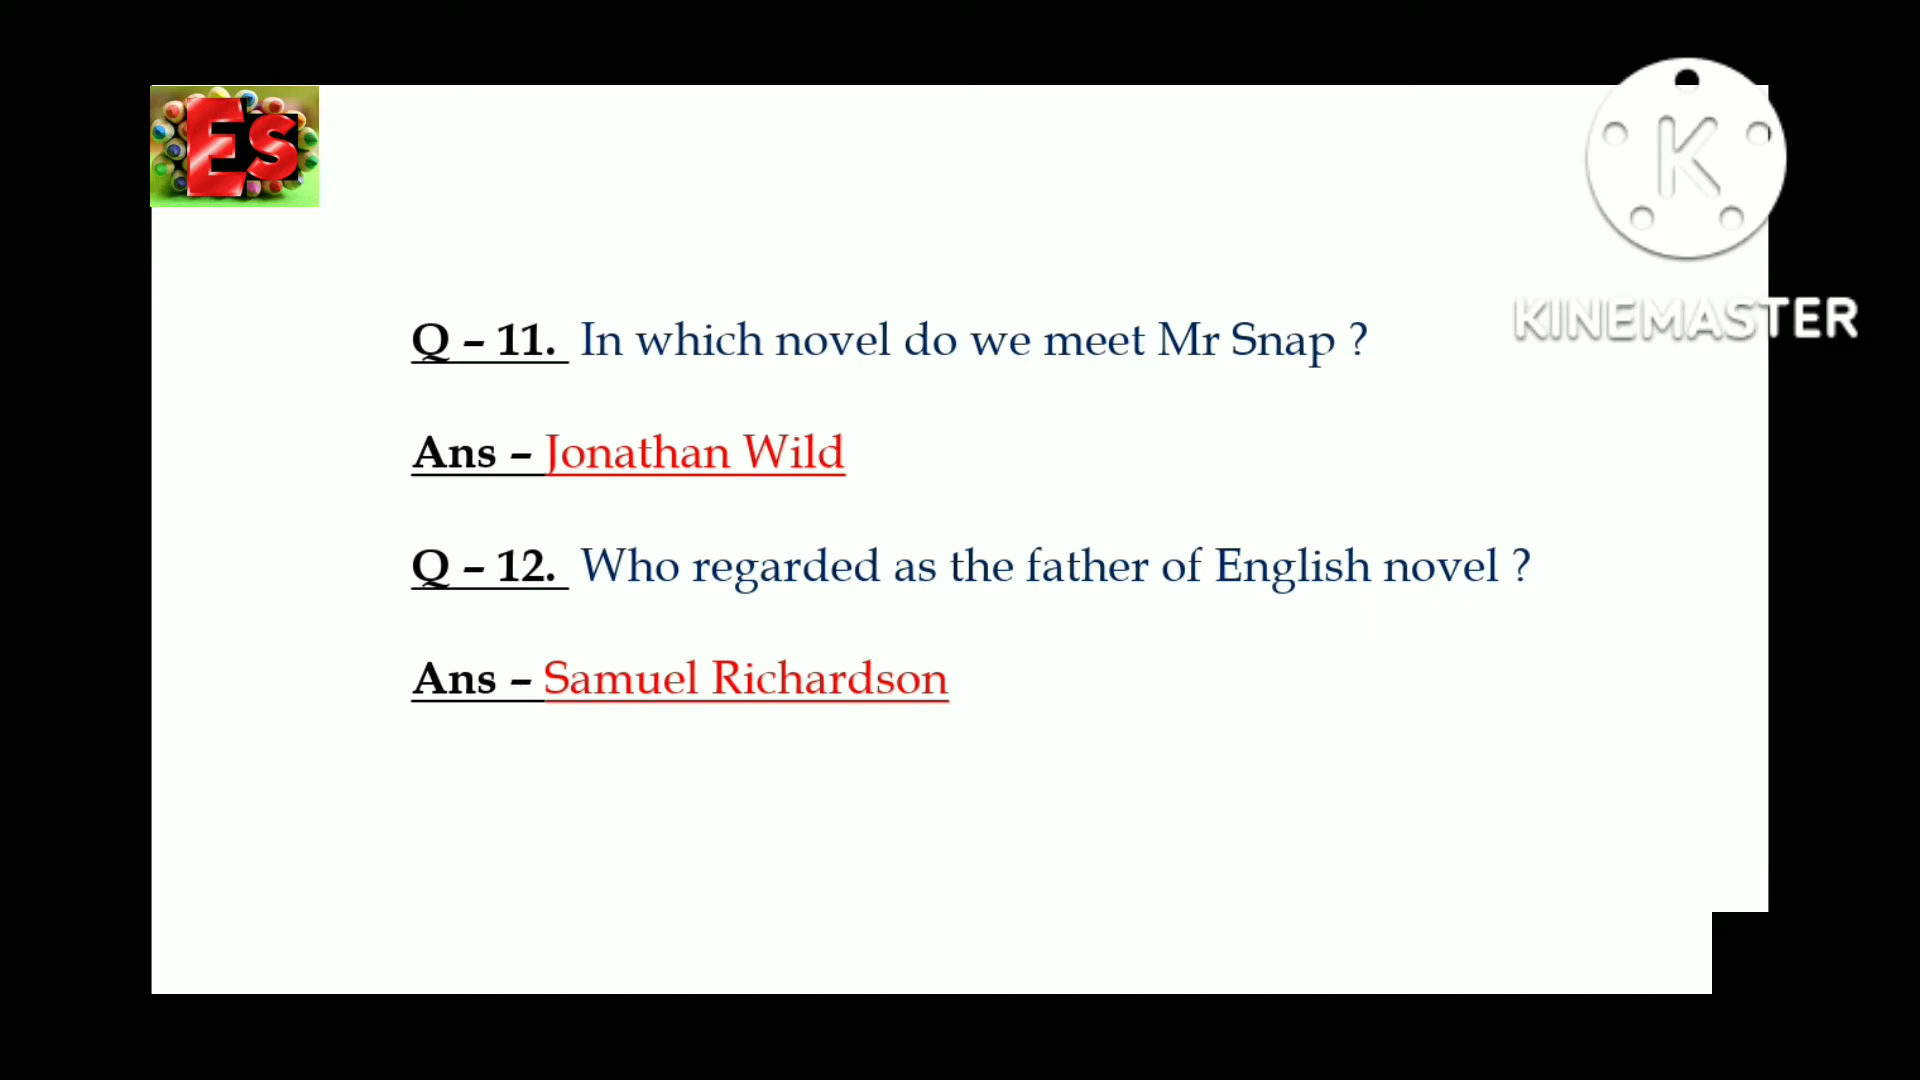 Es
K
KINEMASTER
Q – 11. In which novel do we meet Mr Snap ?
Ans – Jonathan Wild
Q – 12. Who regarded as the father of English novel ?
Ans – Samuel Richardson